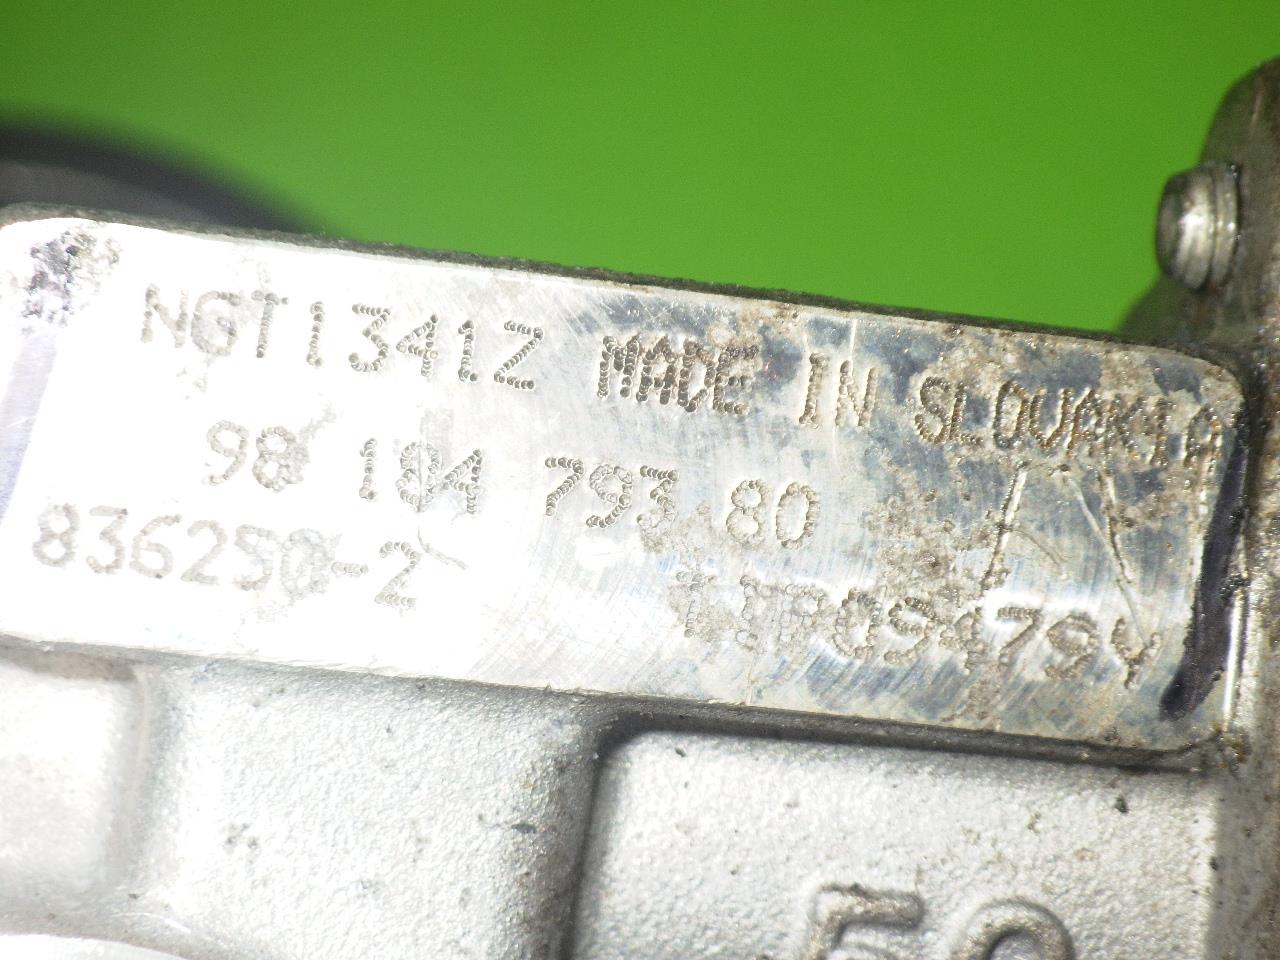 NGT1341Z MADE IN SLOVAKIA
98 104 793 80
836250-2